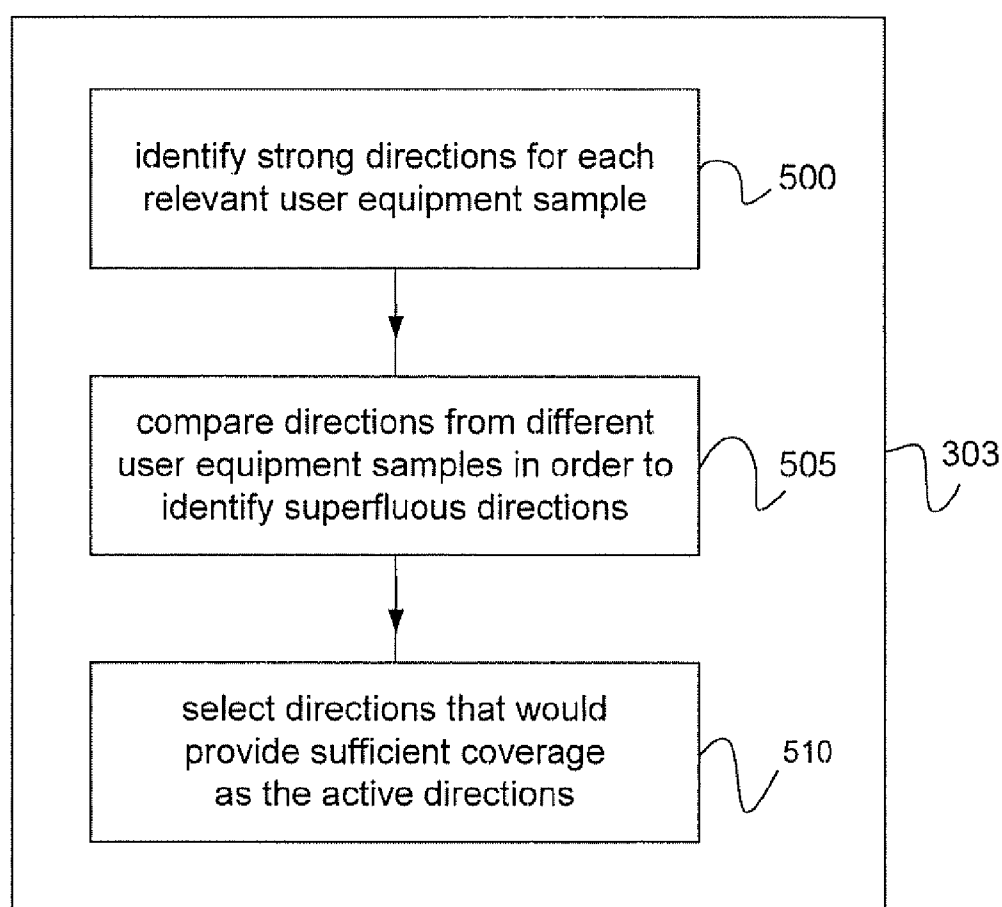 identify strong directions for each
relevant user equipment sample
500
compare directions from different
user equipment samples in order to
identify superfluous directions
505
303
select directions that would
provide sufficient coverage
as the active directions
510